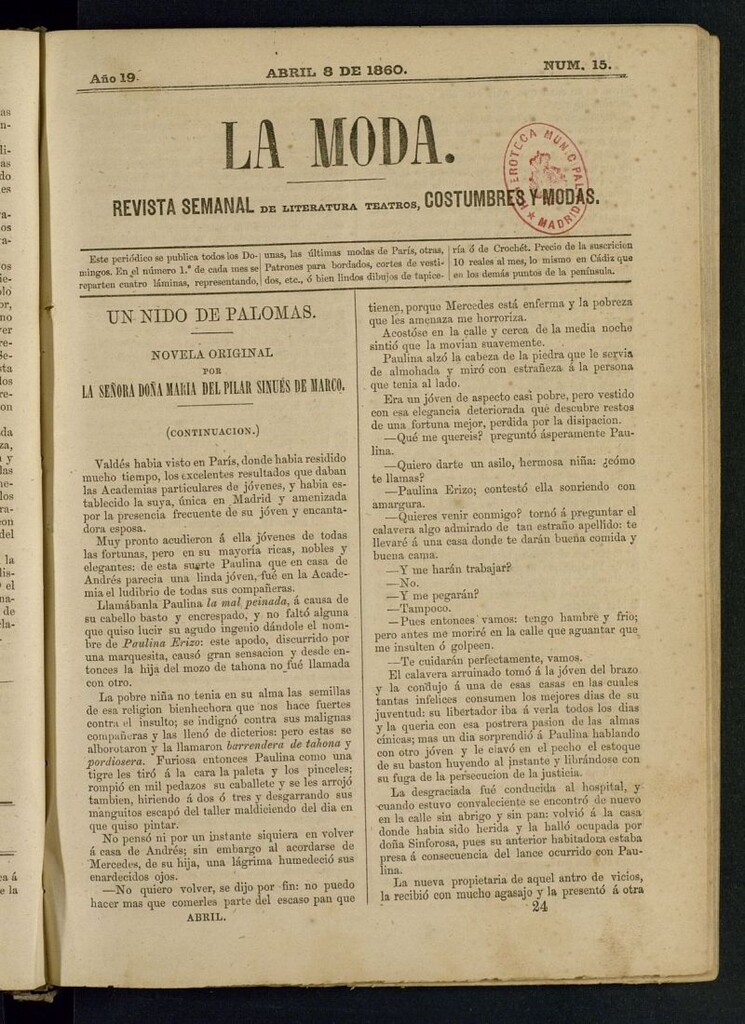 Año 19.
ABRIL 8 DE 1860.
NUM. 15.
LA MODA.
REVISTA SEMANAL DE LITERATURA TEATROS, COSTUMBRES Y MODAS.
HEMEROTECA MUNICIPAL
* MADRID *
Este periódico se publica todos los Do-
mingos. En el número 1.° de cada mes se
reparten cuatro láminas, representando,
unas, las últimas modas de París, otras,
Patrones para bordados, cortes de vesti-
dos, etc., ó bien lindos dibujos de tapice-
ría ó de Crochét. Precio de la suscricion
10 reales al mes, lo mismo en Cádiz que
en los demás puntos de la península.
UN NIDO DE PALOMAS.
NOVELA ORIGINAL
POR
LA SEÑORA DOÑA MARIA DEL PILAR SINUÉS DE MARCO.
(CONTINUACION.)
Valdés habia visto en París, donde habia residido
mucho tiempo, los excelentes resultados que daban
las Academias particulares de jóvenes, y habia es-
tablecido la suya, única en Madrid y amenizada
por la presencia frecuente de su jóven y encanta-
dora esposa.
Muy pronto acudieron á ella jóvenes de todas
las fortunas, pero en su mayoría ricas, nobles y
elegantes: de esta suerte Paulina que en casa de
Andrés parecia una linda jóven, fué en la Acade-
mia el ludibrio de todas sus compañeras.
Llamábanla Paulina la mal peinada, á causa de
su cabello basto y encrespado, y no faltó alguna
que quiso lucir su agudo ingenio dándole el nom-
bre de Paulina Erizo: este apodo, discurrido por
una marquesita, causó gran sensacion y desde en-
tonces la hija del mozo de tahona no fué llamada
con otro.
La pobre niña no tenia en su alma las semillas
de esa religion bienhechora que nos hace fuertes
contra el insulto; se indignó contra sus malignas
compañeras y las llenó de dicterios: pero estas se
alborotaron y la llamaron barrendera de tahona y
pordiosera. Furiosa entonces Paulina como una
tigre les tiró á la cara la paleta y los pinceles;
rompió en mil pedazos su caballete y se les arrojó
tambien, hiriendo á dos ó tres y desgarrando sus
manguitos escapó del taller maldiciendo del dia en
que quiso pintar.
No pensó ni por un instante siquiera en volver
á casa de Andrés; sin embargo al acordarse de
Mercedes, de su hija, una lágrima humedeció sus
enardecidos ojos.
—No quiero volver, se dijo por fin: no puedo
hacer mas que comerles parte del escaso pan que
ABRIL.
tienen, porque Mercedes está enferma y la pobreza
que les amenaza me horroriza.
Acostóse en la calle y cerca de la media noche
sintió que la movian suavemente.
Paulina alzó la cabeza de la piedra que le servia
de almohada y miró con estrañeza á la persona
que tenia al lado.
Era un jóven de aspecto casi pobre, pero vestido
con esa elegancia deteriorada que descubre restos
de una fortuna mejor, perdida por la disipacion.
—Qué me quereis? preguntó ásperamente Pau-
lina.
—Quiero darte un asilo, hermosa niña: ¿cómo
te llamas?
—Paulina Erizo; contestó ella sonriendo con
amargura.
—Quieres venir conmigo? tornó á preguntar el
calavera algo admirado de tan estraño apellido: te
llevaré á una casa donde te darán buena comida y
buena cama.
—Y me harán trabajar?
—No.
—Y me pegarán?
—Tampoco.
—Pues entonces vamos: tengo hambre y frio;
pero antes me moriré en la calle que aguantar que
me insulten ó golpeen.
—Te cuidarán perfectamente, vamos.
El calavera arruinado tomó á la jóven del brazo
y la condujo á una de esas casas en las cuales
tantas infelices consumen los mejores dias de su
juventud: su libertador iba á verla todos los dias
y la queria con esa postrera pasion de las almas
cínicas; mas un dia sorprendió á Paulina hablando
con otro jóven y le clavó en el pecho el estoque
de su baston huyendo al instante y librándose con
su fuga de la persecucion de la justicia.
La desgraciada fué conducida al hospital, y
cuando estuvo convaleciente se encontró de nuevo
en la calle sin abrigo y sin pan: volvió á la casa
donde habia sido herida y la halló ocupada por
doña Sinforosa, pues su anterior habitadora estaba
presa á consecuencia del lance ocurrido con Pau-
lina.
La nueva propietaria de aquel antro de vicios,
la recibió con mucho agasajo y la presentó á otra
24